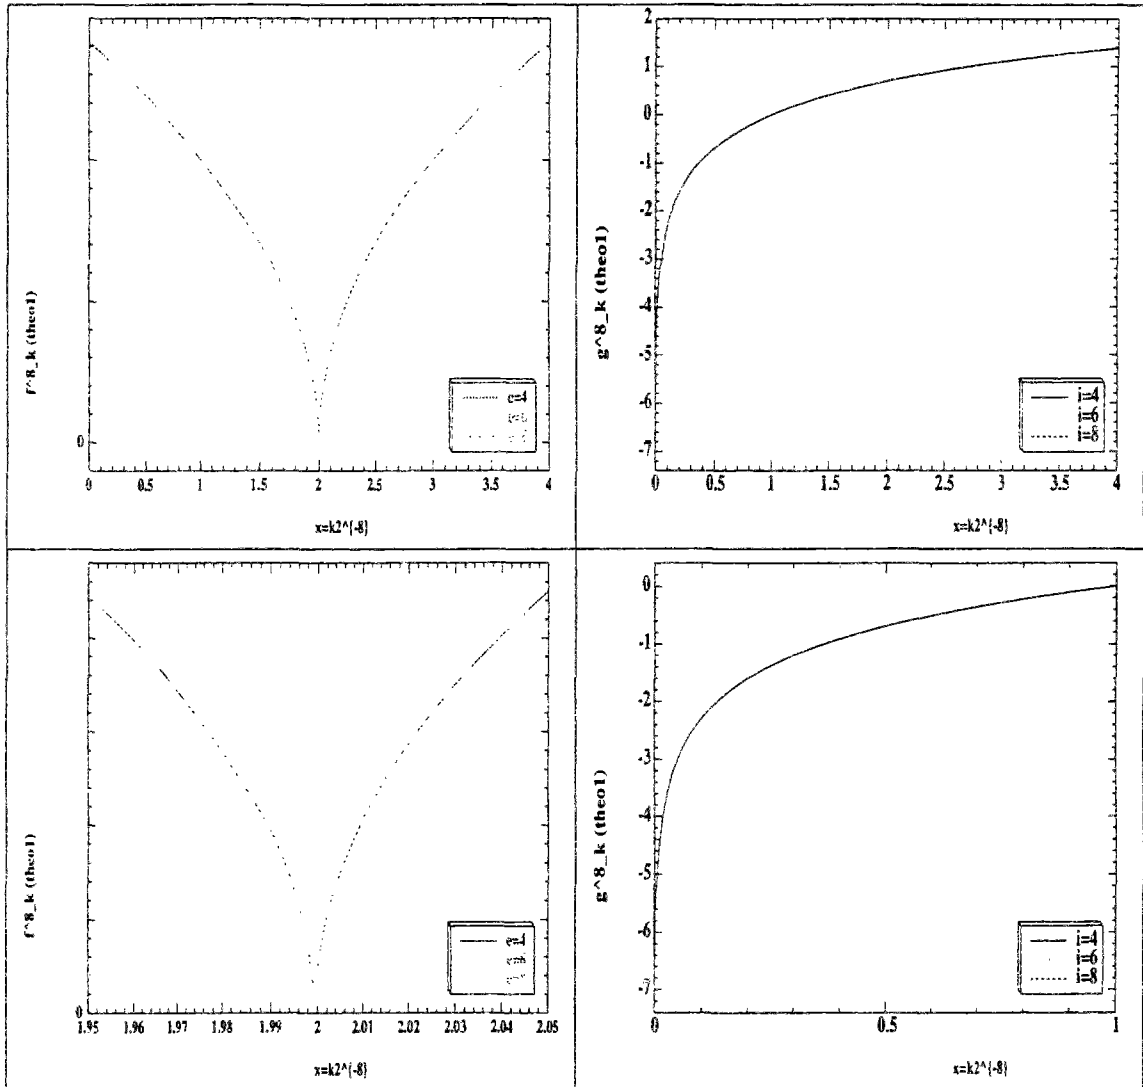 f^8_k (theo1)
0
0 0.5 1 1.5 2 2.5 3 3.5 4
x=k2^{-8}
e=4
g^8_k (theo1)
2
1
0
-1
-2
-3
-4
-5
-6
-7
0 0.5 1 1.5 2 2.5 3 3.5 4
x=k2^{-8}
i=4
i=6
i=8
f^8_k (theo1)
0
1.95 1.96 1.97 1.98 1.99 2 2.01 2.02 2.03 2.04 2.05
x=k2^{-8}
g^8_k (theo1)
0
-1
-2
-3
-4
-5
-6
-7
0 0.5 1
x=k2^{-8}
i=4
i=6
i=8